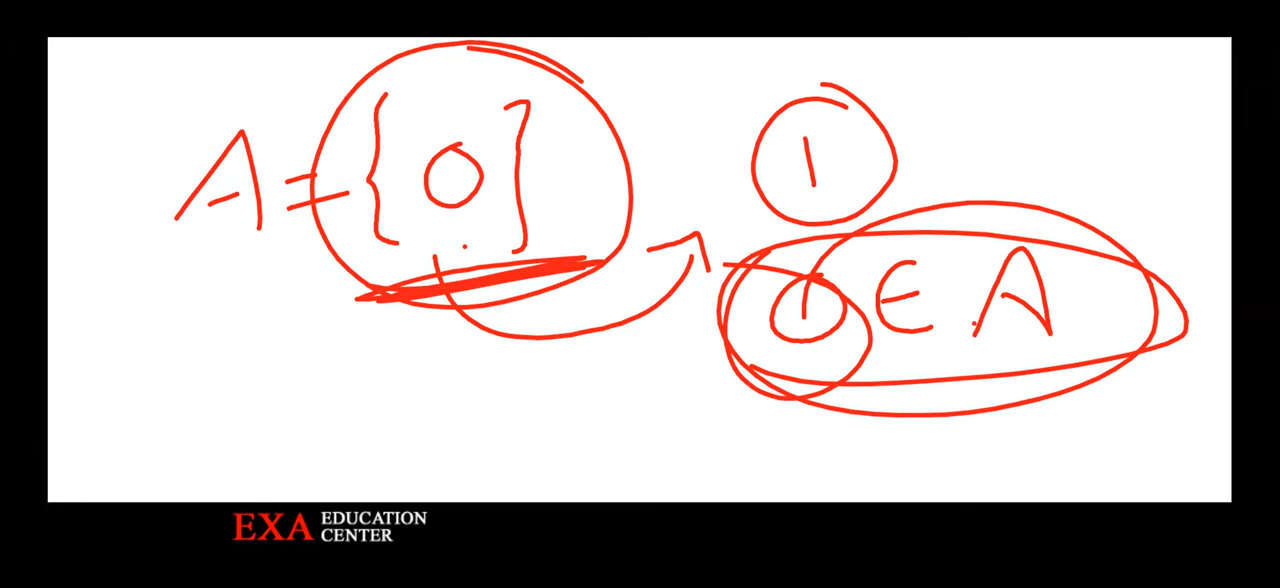 A = { 0 }
1
0 ∈ A
EXA EDUCATION
CENTER